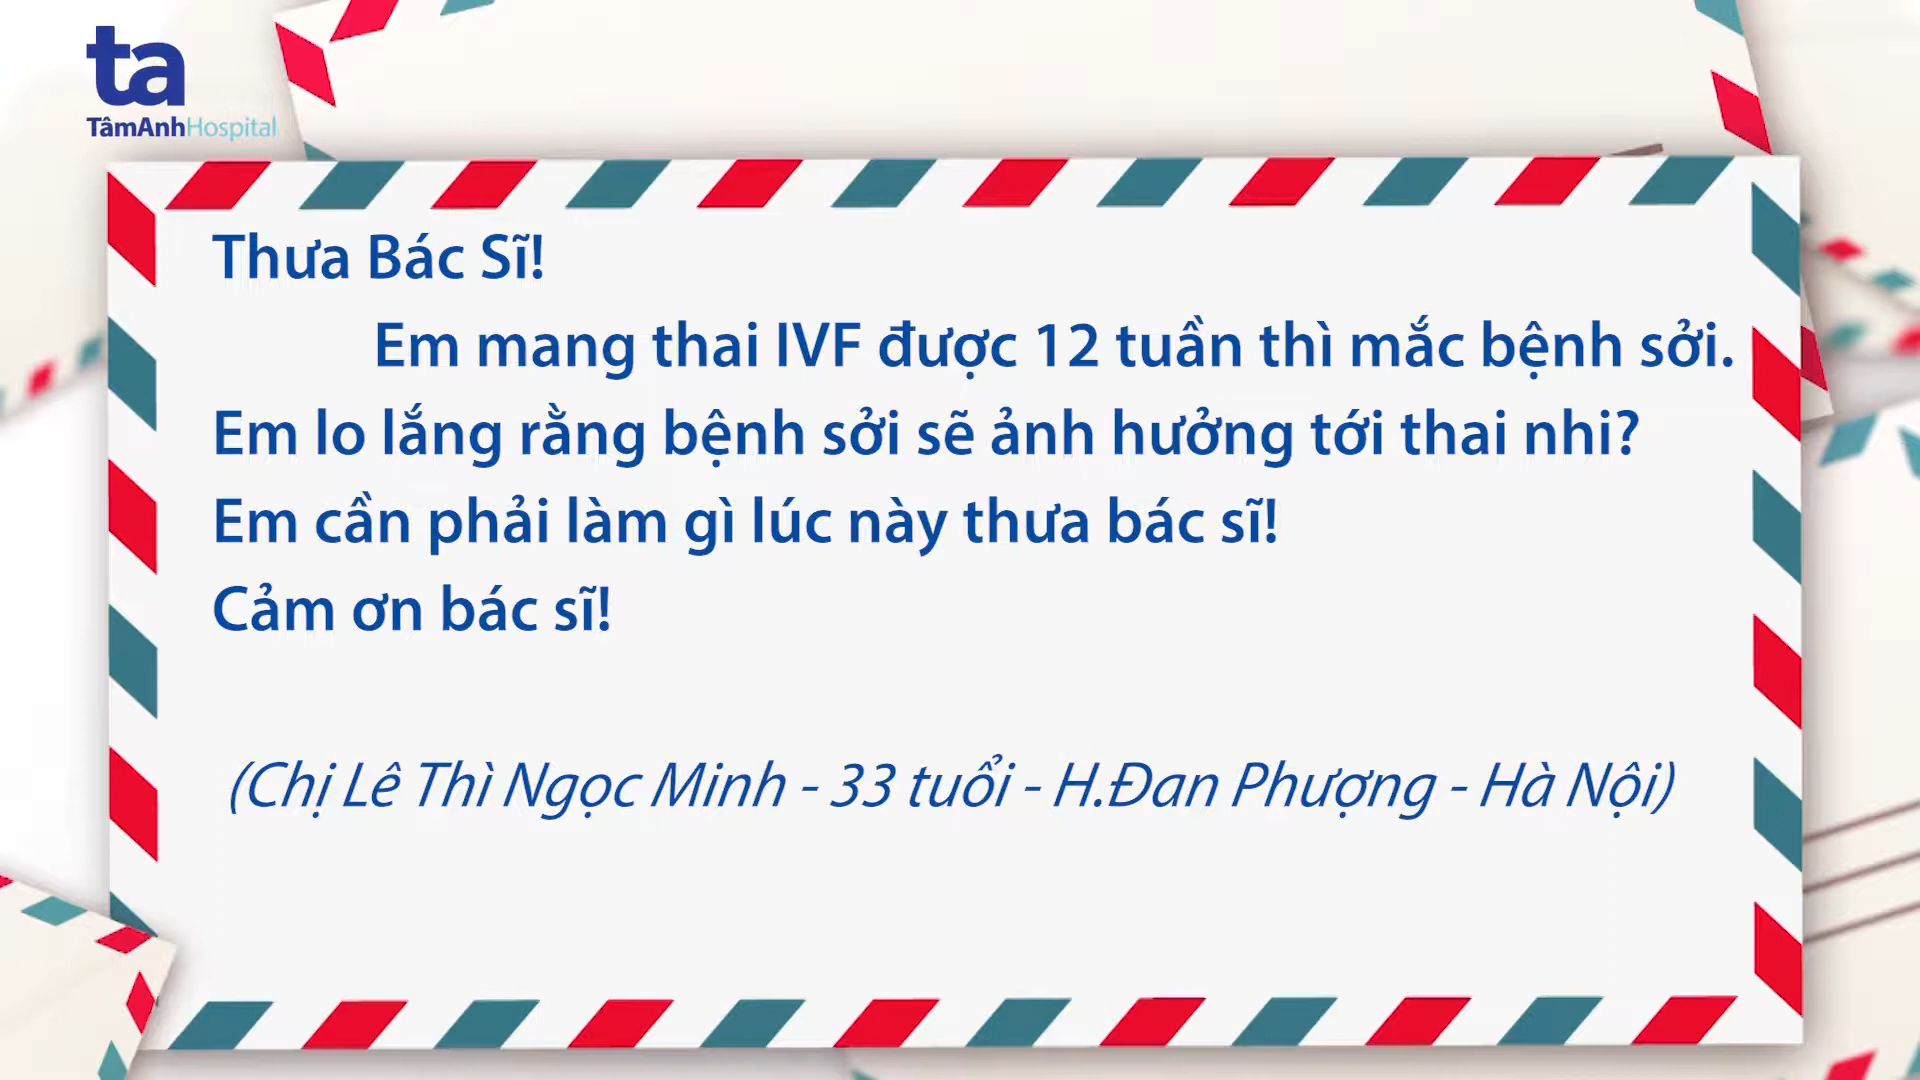 ta
TâmAnhHospital
Thưa Bác Sĩ!
Em mang thai IVF được 12 tuần thì mắc bệnh sởi.
Em lo lắng rằng bệnh sởi sẽ ảnh hưởng tới thai nhi?
Em cần phải làm gì lúc này thưa bác sĩ!
Cảm ơn bác sĩ!
(Chị Lê Thì Ngọc Minh - 33 tuổi - H.Đan Phượng - Hà Nội)